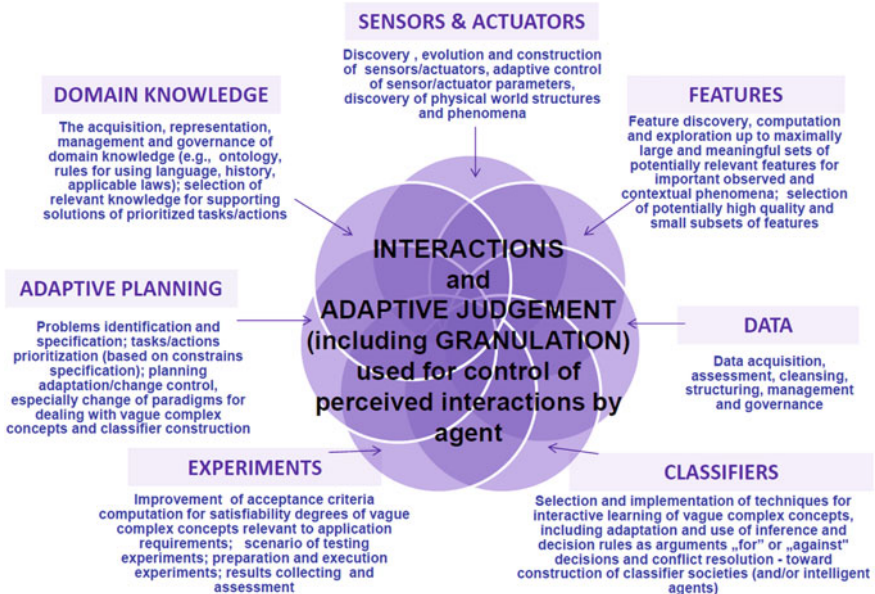 SENSORS & ACTUATORS
Discovery , evolution and construction
of sensors/actuators, adaptive control
of sensor/actuator parameters,
discovery of physical world structures
and phenomena
DOMAIN KNOWLEDGE
The acquisition, representation,
management and governance of
domain knowledge (e.g., ontology,
rules for using language, history,
applicable laws); selection of
relevant knowledge for supporting
solutions of prioritized tasks/actions
FEATURES
Feature discovery, computation
and exploration up to maximally
large and meaningful sets of
potentially relevant features for
important observed and
contextual phenomena; selection
of potentially high quality and
small subsets of features
INTERACTIONS
and
ADAPTIVE JUDGEMENT
(including GRANULATION)
used for control of
perceived interactions by
agent
ADAPTIVE PLANNING
Problems identification and
specification; tasks/actions
prioritization (based on constrains
specification); planning
adaptation/change control,
especially change of paradigms for
dealing with vague complex
concepts and classifier construction
DATA
Data acquisition,
assessment, cleansing,
structuring, management
and governance
EXPERIMENTS
Improvement of acceptance criteria
computation for satisfiability degrees of vague
complex concepts relevant to application
requirements; scenario of testing
experiments; preparation and execution
experiments; results collecting and
assessment
CLASSIFIERS
Selection and implementation of techniques for
interactive learning of vague complex concepts,
including adaptation and use of inference and
decision rules as arguments „for" or „against"
decisions and conflict resolution - toward
construction of classifier societies (and/or intelligent
agents)